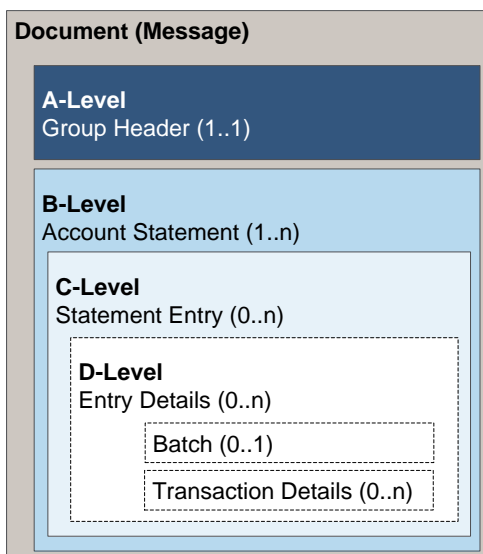 Document (Message)
A-Level
Group Header (1..1)
B-Level
Account Statement (1..n)
C-Level
Statement Entry (0..n)
D-Level
Entry Details (0..n)
Batch (0..1)
Transaction Details (0..n)